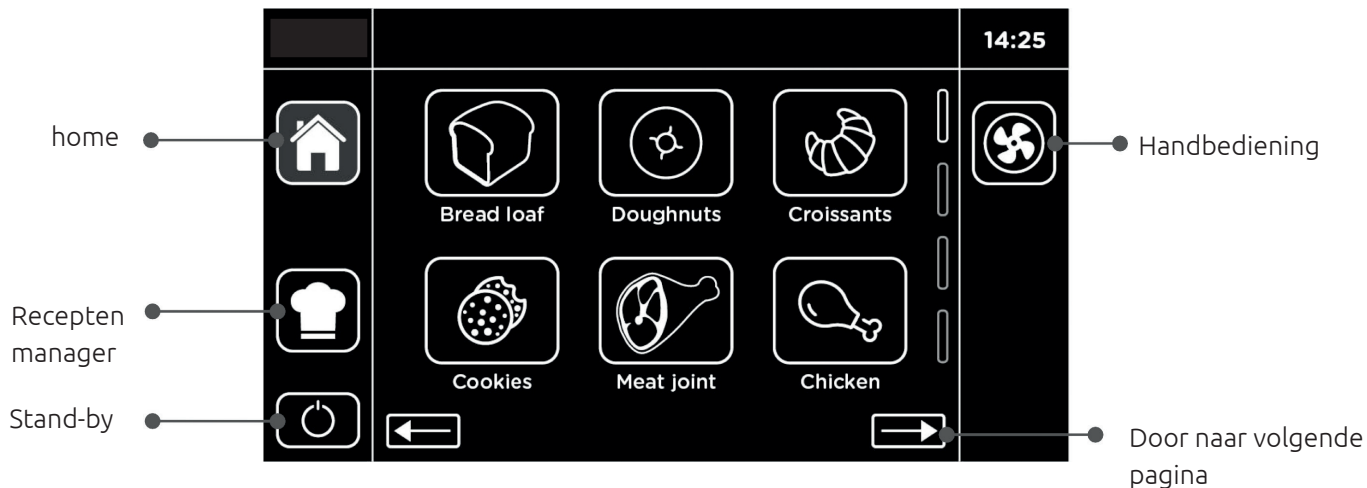 14:25
home
Handbediening
Bread loaf
Doughnuts
Croissants
Recepten
manager
Cookies
Meat joint
Chicken
Stand-by
Door naar volgende
pagina